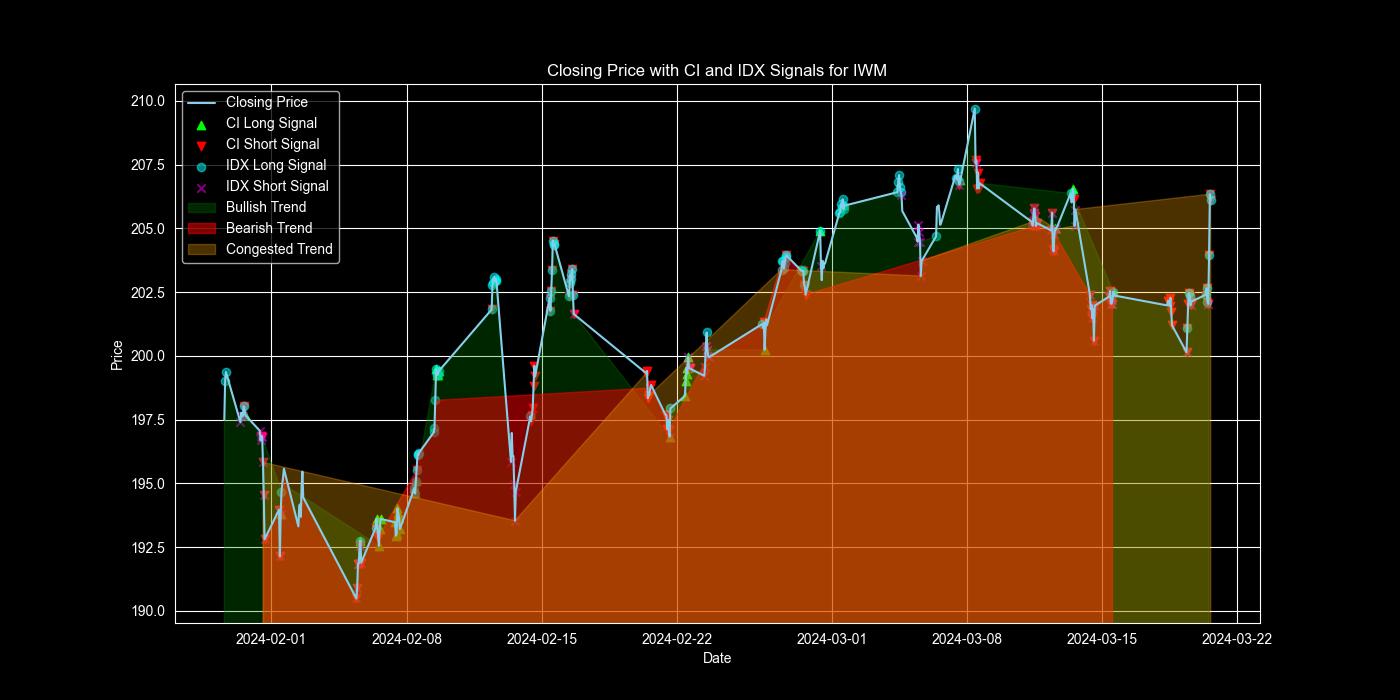 Closing Price with CI and IDX Signals for IWM
Closing Price
CI Long Signal
CI Short Signal
IDX Long Signal
IDX Short Signal
Bullish Trend
Bearish Trend
Congested Trend
Price
210.0
207.5
205.0
202.5
200.0
197.5
195.0
192.5
190.0
2024-02-01 2024-02-08 2024-02-15 2024-02-22 2024-03-01 2024-03-08 2024-03-15 2024-03-22
Date